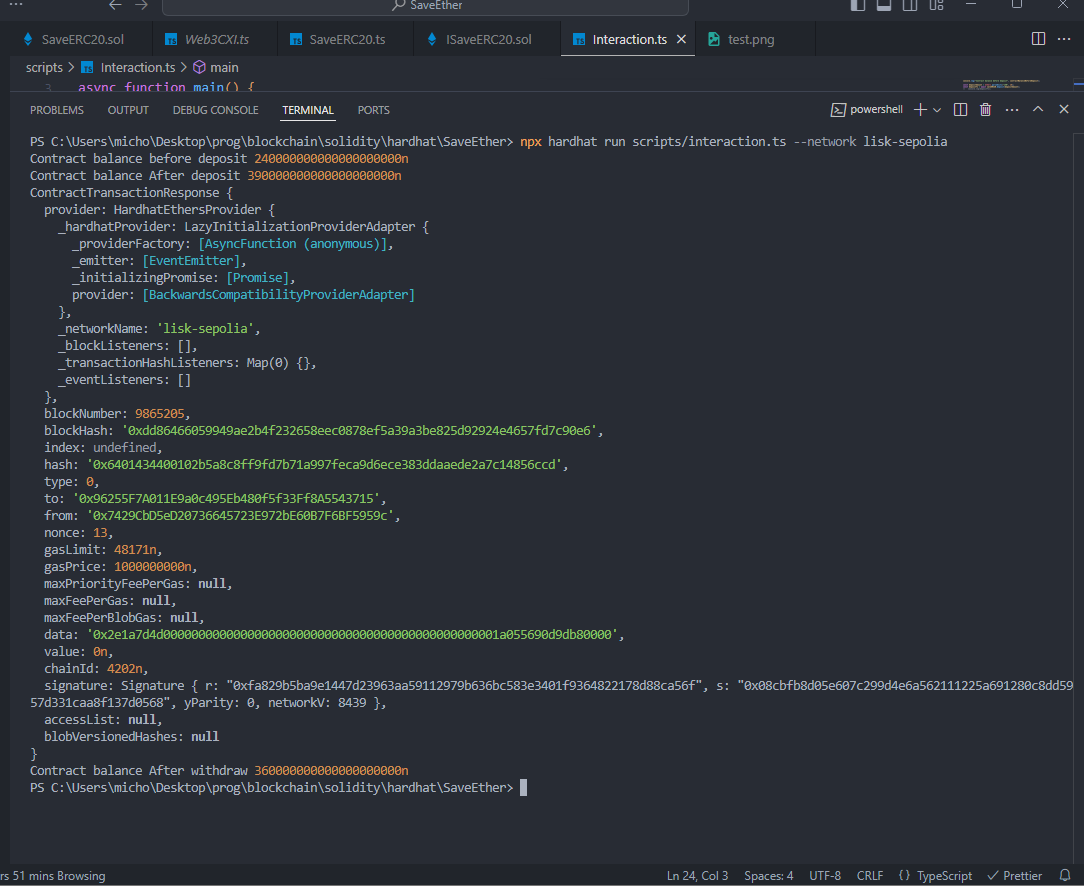 SaveEther
SaveERC20.sol
Web3CXI.ts
SaveERC20.ts
ISaveERC20.sol
Interaction.ts
test.png
scripts > Interaction.ts > main
3 async function main() {
PROBLEMS OUTPUT DEBUG CONSOLE TERMINAL PORTS
powershell
PS C:\Users\micho\Desktop\prog\blockchain\solidity\hardhat\SaveEther> npx hardhat run scripts/interaction.ts --network lisk-sepolia
Contract balance before deposit 240000000000000000000n
Contract balance After deposit 390000000000000000000n
ContractTransactionResponse {
provider: HardhatEthersProvider {
_hardhatProvider: LazyInitializationProviderAdapter {
_providerFactory: [AsyncFunction (anonymous)],
_emitter: [EventEmitter],
_initializingPromise: [Promise],
provider: [BackwardsCompatibilityProviderAdapter]
},
_networkName: 'lisk-sepolia',
_blockListeners: [],
_transactionHashListeners: Map(0) {},
_eventListeners: []
},
blockNumber: 9865205,
blockHash: '0xdd86466059949ae2b4f232658eec0878ef5a39a3be825d92924e4657fd7c90e6',
index: undefined,
hash: '0x6401434400102b5a8c8ff9fd7b71a997feca9d6ece383ddaaede2a7c14856ccd',
type: 0,
to: '0x96255F7A011E9a0c495Eb480f5f33Ff8A5543715',
from: '0x7429CbD5eD20736645723E972bE60B7F6BF5959c',
nonce: 13,
gasLimit: 48171n,
gasPrice: 1000000000n,
maxPriorityFeePerGas: null,
maxFeePerGas: null,
maxFeePerBlobGas: null,
data: '0x2e1a7d4d000000000000000000000000000000000000000000000001a055690d9db80000',
value: 0n,
chainId: 4202n,
signature: Signature { r: "0xfa829b5ba9e1447d23963aa59112979b636bc583e3401f9364822178d88ca56f", s: "0x08cbfb8d05e607c299d4e6a562111225a691280c8dd59
57d331caa8f137d0568", yParity: 0, networkV: 8439 },
accessList: null,
blobVersionedHashes: null
}
Contract balance After withdraw 360000000000000000000n
PS C:\Users\micho\Desktop\prog\blockchain\solidity\hardhat\SaveEther>
rs 51 mins Browsing
Ln 24, Col 3 Spaces: 4 UTF-8 CRLF {} TypeScript Prettier